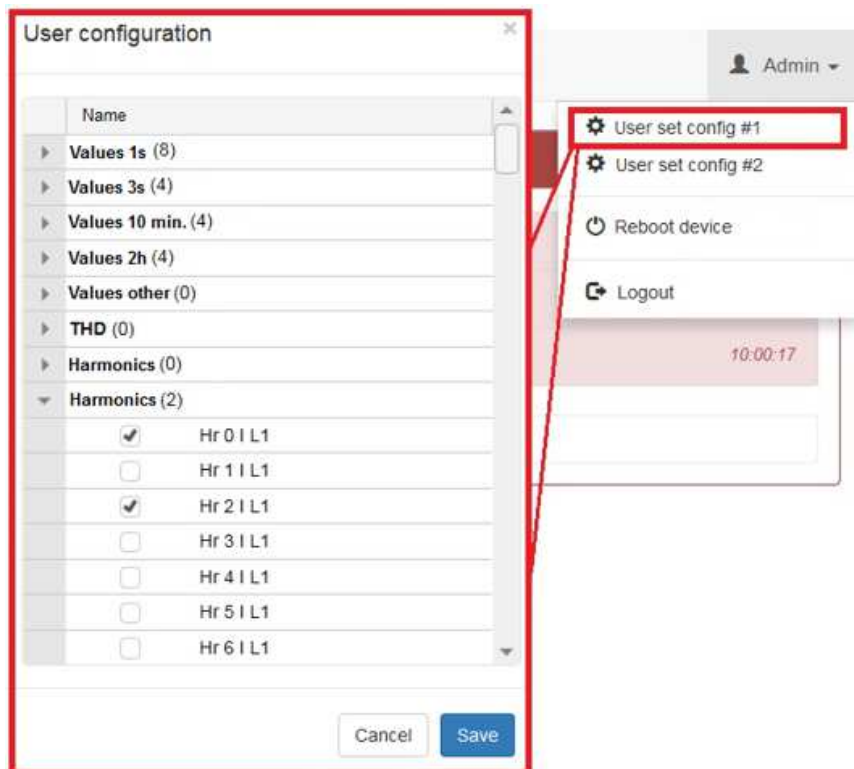 User configuration
×
Name
Values 1s (8)
Values 3s (4)
Values 10 min. (4)
Values 2h (4)
Values other (0)
THD (0)
Harmonics (0)
Harmonics (2)
Hr 0 I L1
Hr 1 I L1
Hr 2 I L1
Hr 3 I L1
Hr 4 I L1
Hr 5 I L1
Hr 6 I L1
Cancel
Save
Admin
User set config #1
User set config #2
Reboot device
Logout
10:00:17